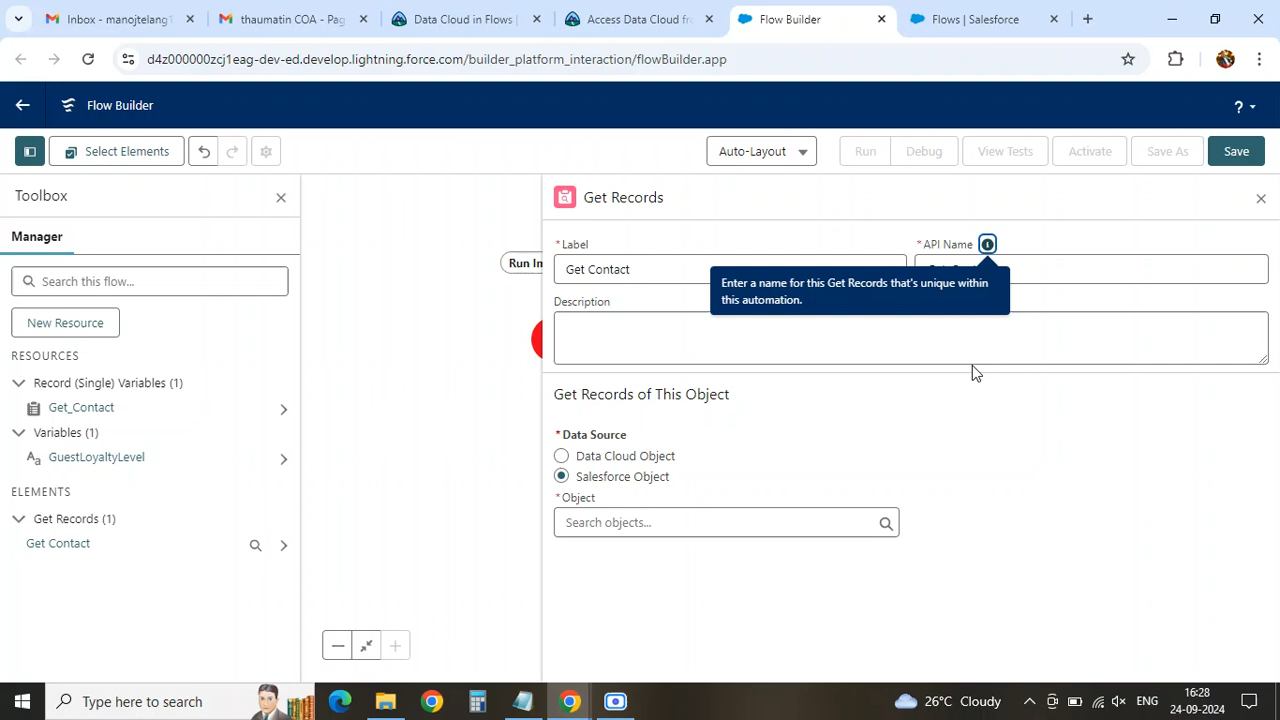 Inbox - manojtelang1
thaumatin COA - Pag
Data Cloud in Flows |
Access Data Cloud fro
Flow Builder
Flows | Salesforce
d4z000000zcj1eag-dev-ed.develop.lightning.force.com/builder_platform_interaction/flowBuilder.app
Flow Builder
?
Select Elements
Auto-Layout
Run
Debug
View Tests
Activate
Save As
Save
Toolbox
Manager
Search this flow...
New Resource
RESOURCES
Record (Single) Variables (1)
Get_Contact
Variables (1)
Aa GuestLoyaltyLevel
ELEMENTS
Get Records (1)
Get Contact
Run Im
Get Records
*Label
*API Name
Get Contact
Enter a name for this Get Records that's unique within
this automation.
Description
Get Records of This Object
*Data Source
Data Cloud Object
Salesforce Object
*Object
Search objects...
Type here to search
26°C Cloudy
ENG
16:28
24-09-2024